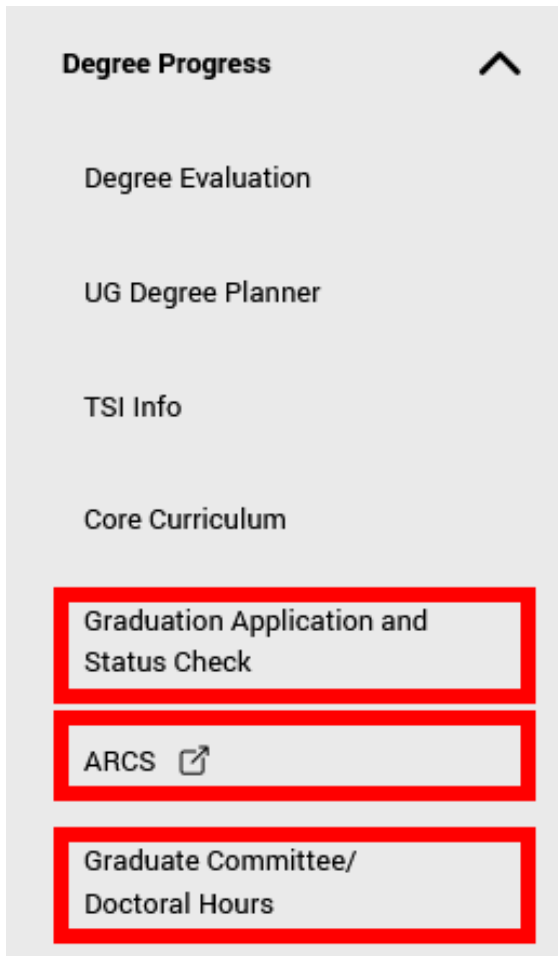 Degree Progress
Degree Evaluation
UG Degree Planner
TSI Info
Core Curriculum
Graduation Application and
Status Check
ARCS
Graduate Committee/
Doctoral Hours